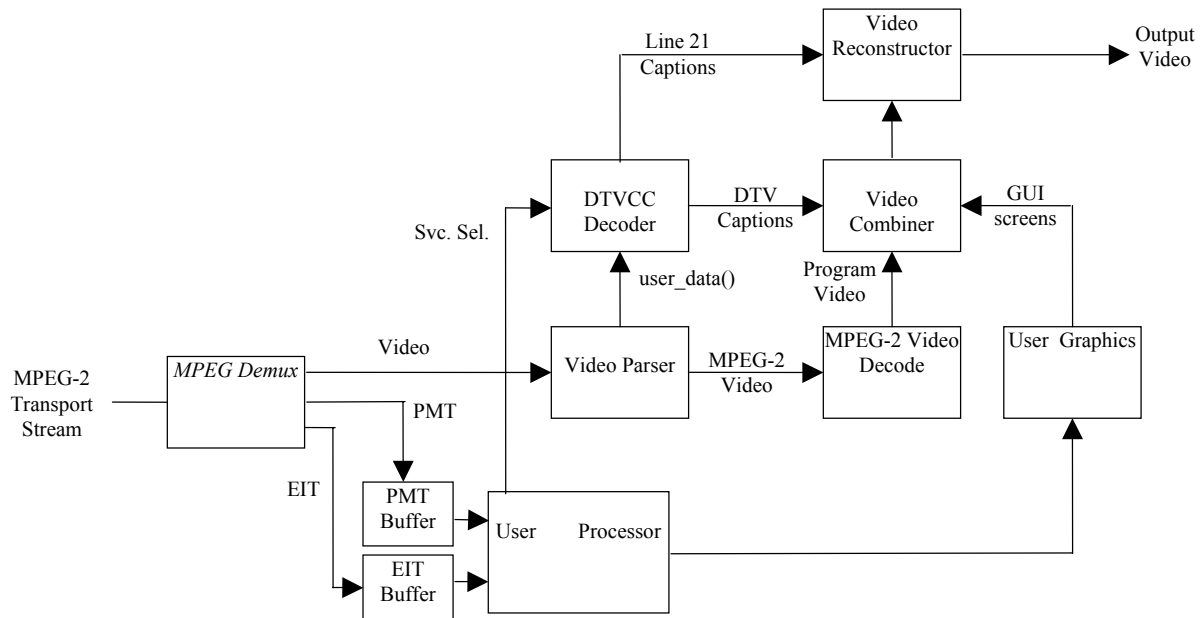 Line 21
Captions
Video
Reconstructor
Output
Video
DTVCC
Decoder
DTV
Captions
Video
Combiner
GUI
screens
Svc. Sel.
user_data()
Program
Video
MPEG-2
Transport
Stream
MPEG Demux
Video
Video Parser
MPEG-2
Video
MPEG-2 Video
Decode
User Graphics
PMT
EIT
PMT
Buffer
User Processor
EIT
Buffer